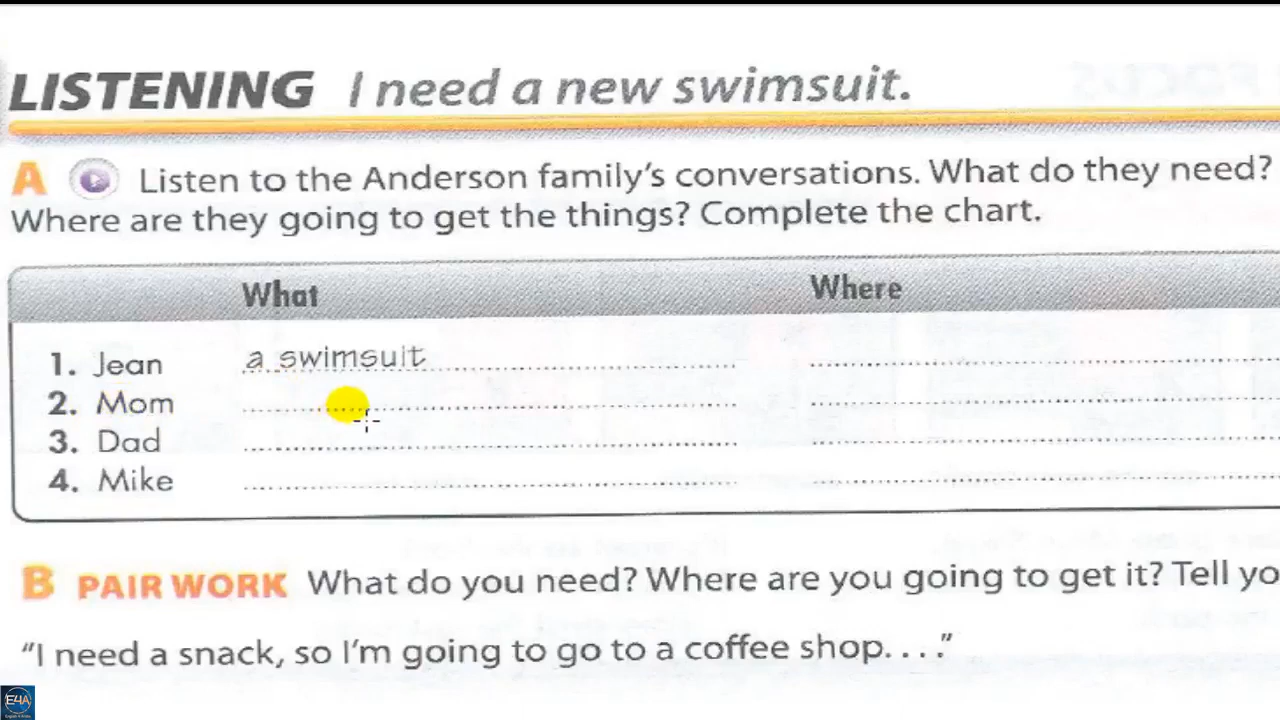 LISTENING I need a new swimsuit.
A Listen to the Anderson family's conversations. What do they need?
Where are they going to get the things? Complete the chart.
What Where
1. Jean a swimsuit
2. Mom
3. Dad
4. Mike
B PAIR WORK What do you need? Where are you going to get it? Tell yo
"I need a snack, so I'm going to go to a coffee shop. . . ."
E4A